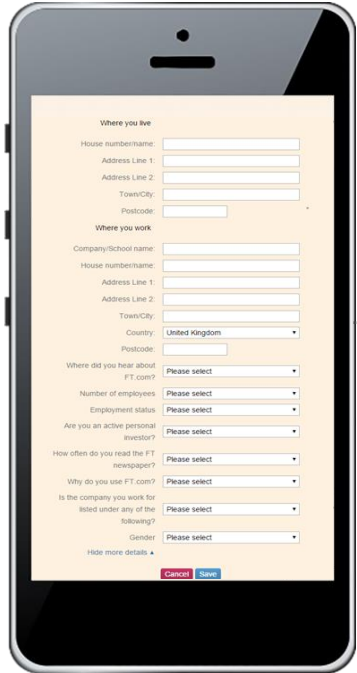 Where you live
House number/name:
Address Line 1:
Address Line 2:
Town/City:
Postcode:
Where you work
Company/School name:
House number/name:
Address Line 1:
Address Line 2:
Town/City:
Country: United Kingdom
Postcode:
Where did you hear about
FT.com? Please select
Number of employees Please select
Employment status Please select
Are you an active personal
investor? Please select
How often do you read the FT
newspaper? Please select
Why do you use FT.com? Please select
Is the company you work for
listed under any of the
following? Please select
Gender Please select
Hide more details ▲
Cancel Save